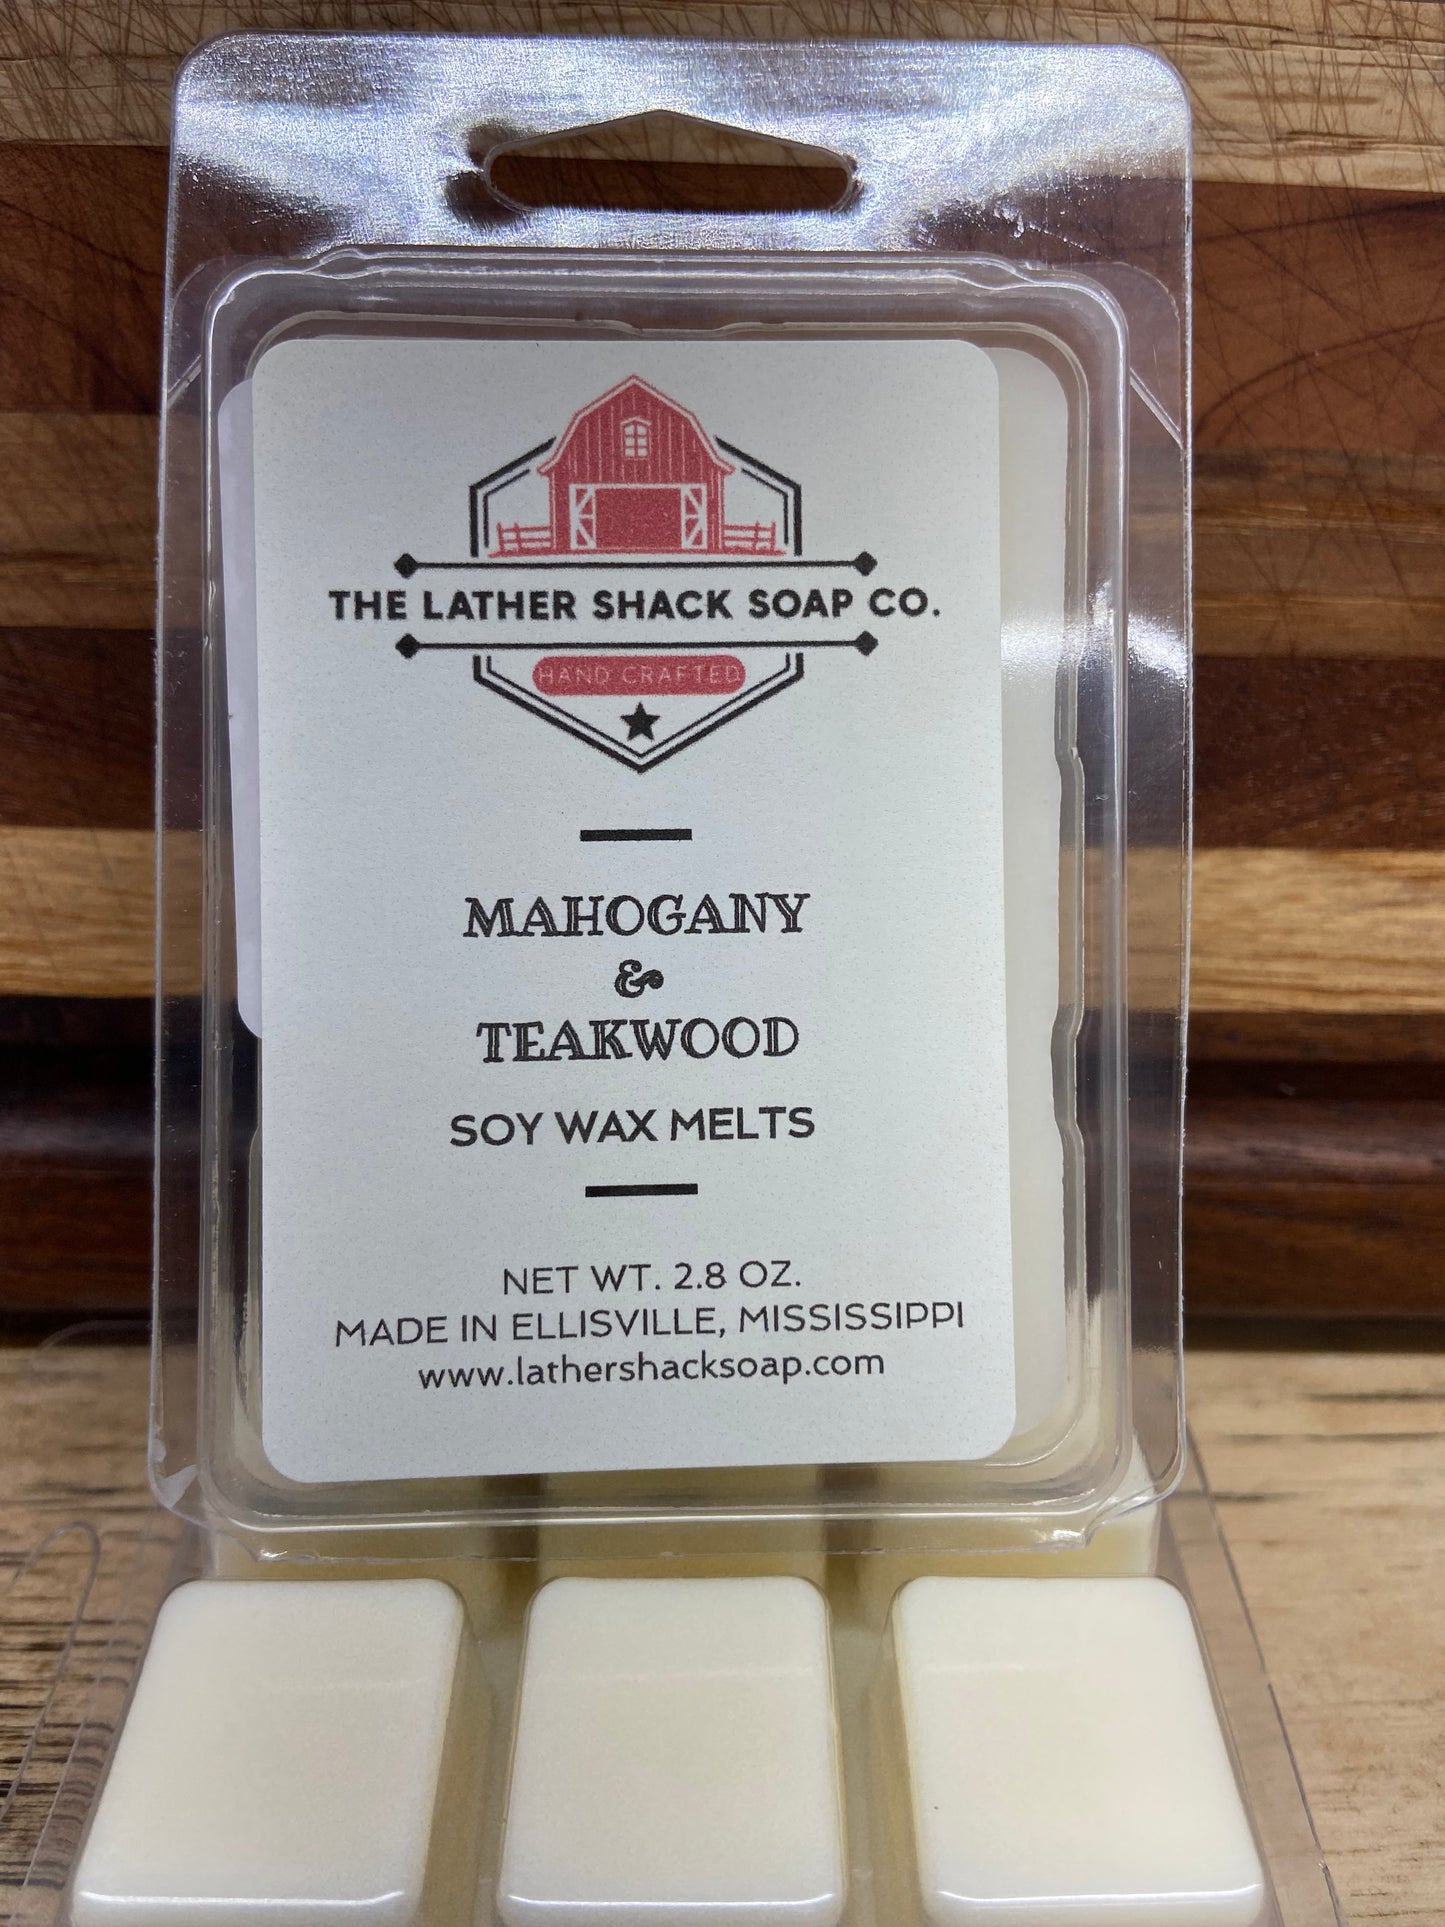 THE LATHER SHACK SOAP CO.
HAND CRAFTED
MAHOGANY
&
TEAKWOOD
SOY WAX MELTS
NET WT. 2.8 OZ.
MADE IN ELLISVILLE, MISSISSIPPI
www.lathershacksoap.com